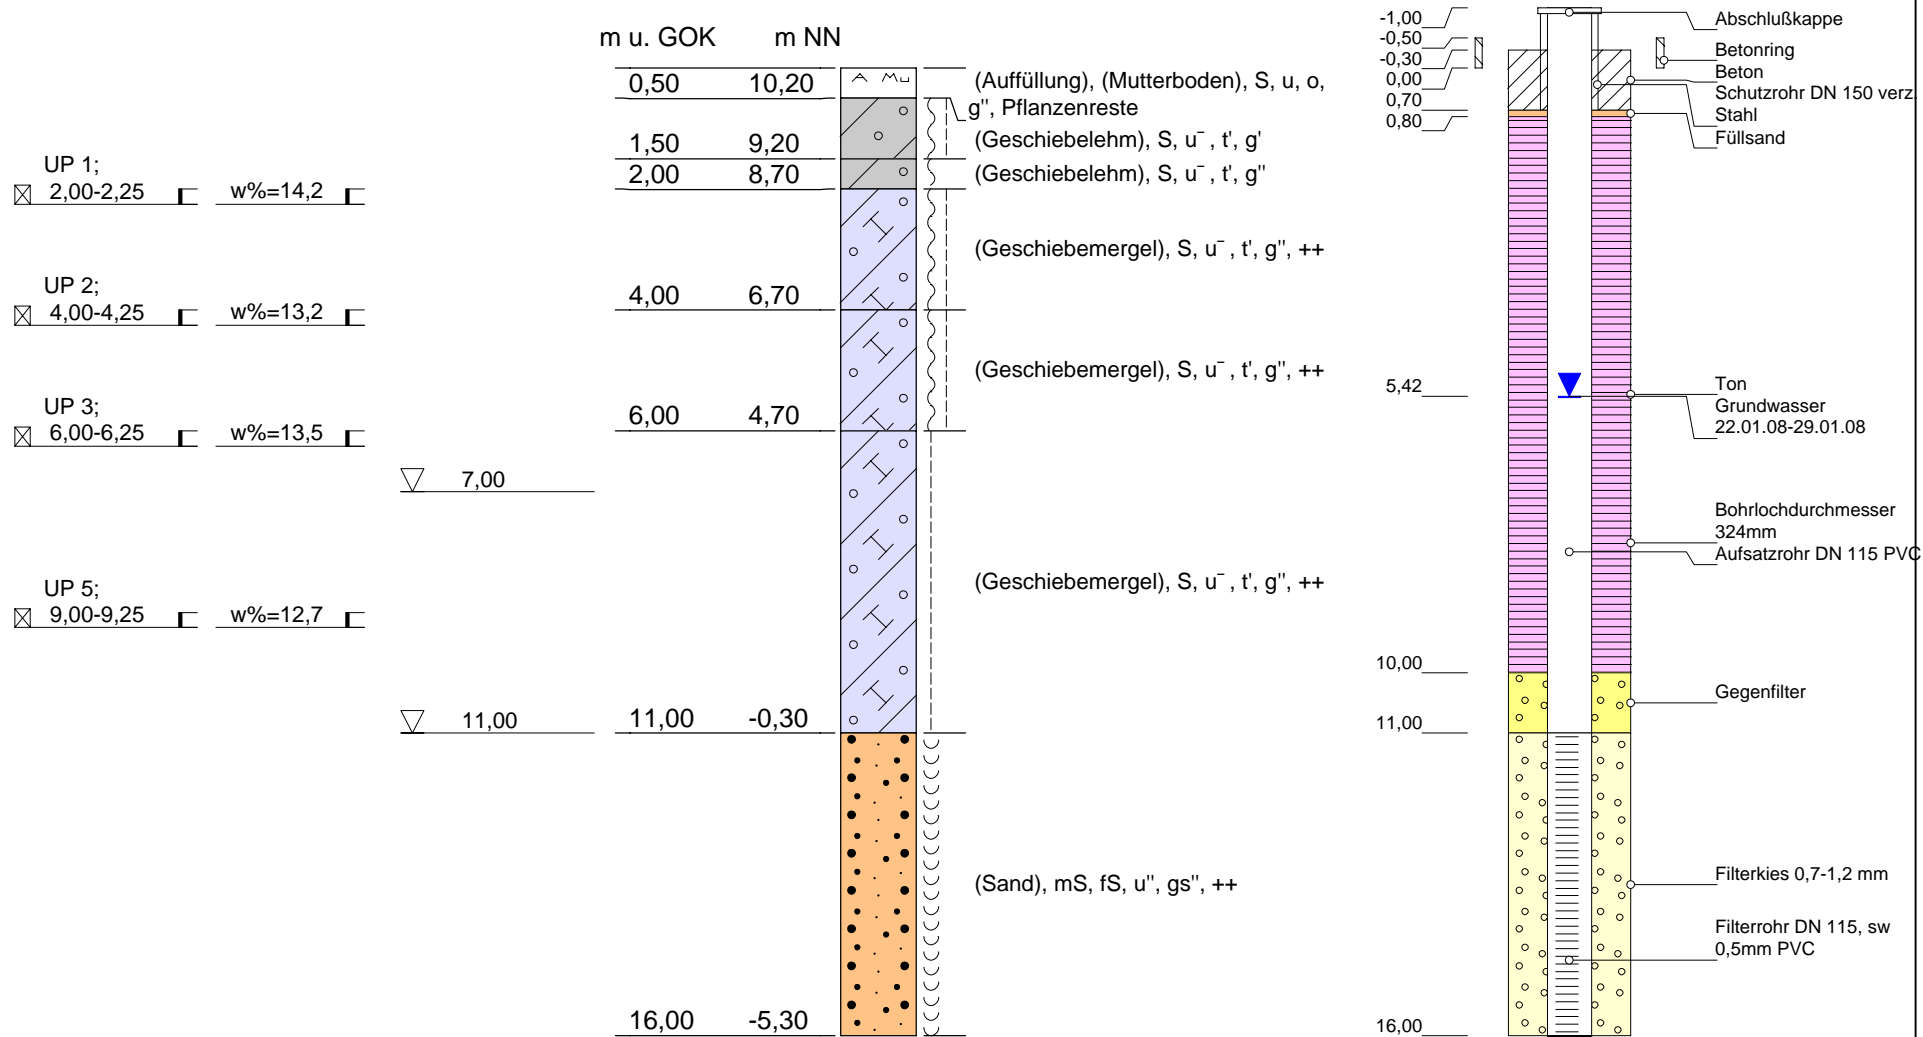 m u. GOK m NN
0,50 10,20
1,50 9,20
2,00 8,70
4,00 6,70
6,00 4,70
11,00 -0,30
16,00 -5,30
UP 1;
2,00-2,25 w%=14,2
UP 2;
4,00-4,25 w%=13,2
UP 3;
6,00-6,25 w%=13,5
UP 5;
9,00-9,25 w%=12,7
7,00
11,00
A Mu
(Auffüllung), (Mutterboden), S, u, o,
g'', Pflanzenreste
(Geschiebelehm), S, u¯, t', g'
(Geschiebelehm), S, u¯, t', g''
(Geschiebemergel), S, u¯, t', g'', ++
(Geschiebemergel), S, u¯, t', g'', ++
(Geschiebemergel), S, u¯, t', g'', ++
(Sand), mS, fS, u'', gs'', ++
-1,00
-0,50
-0,30
0,00
0,70
0,80
5,42
10,00
11,00
16,00
Abschlußkappe
Betonring
Beton
Schutzrohr DN 150 verz.
Stahl
Füllsand
Ton
Grundwasser
22.01.08-29.01.08
Bohrlochdurchmesser
324mm
Aufsatzrohr DN 115 PVC
Gegenfilter
Filterkies 0,7-1,2 mm
Filterrohr DN 115, sw
0,5mm PVC